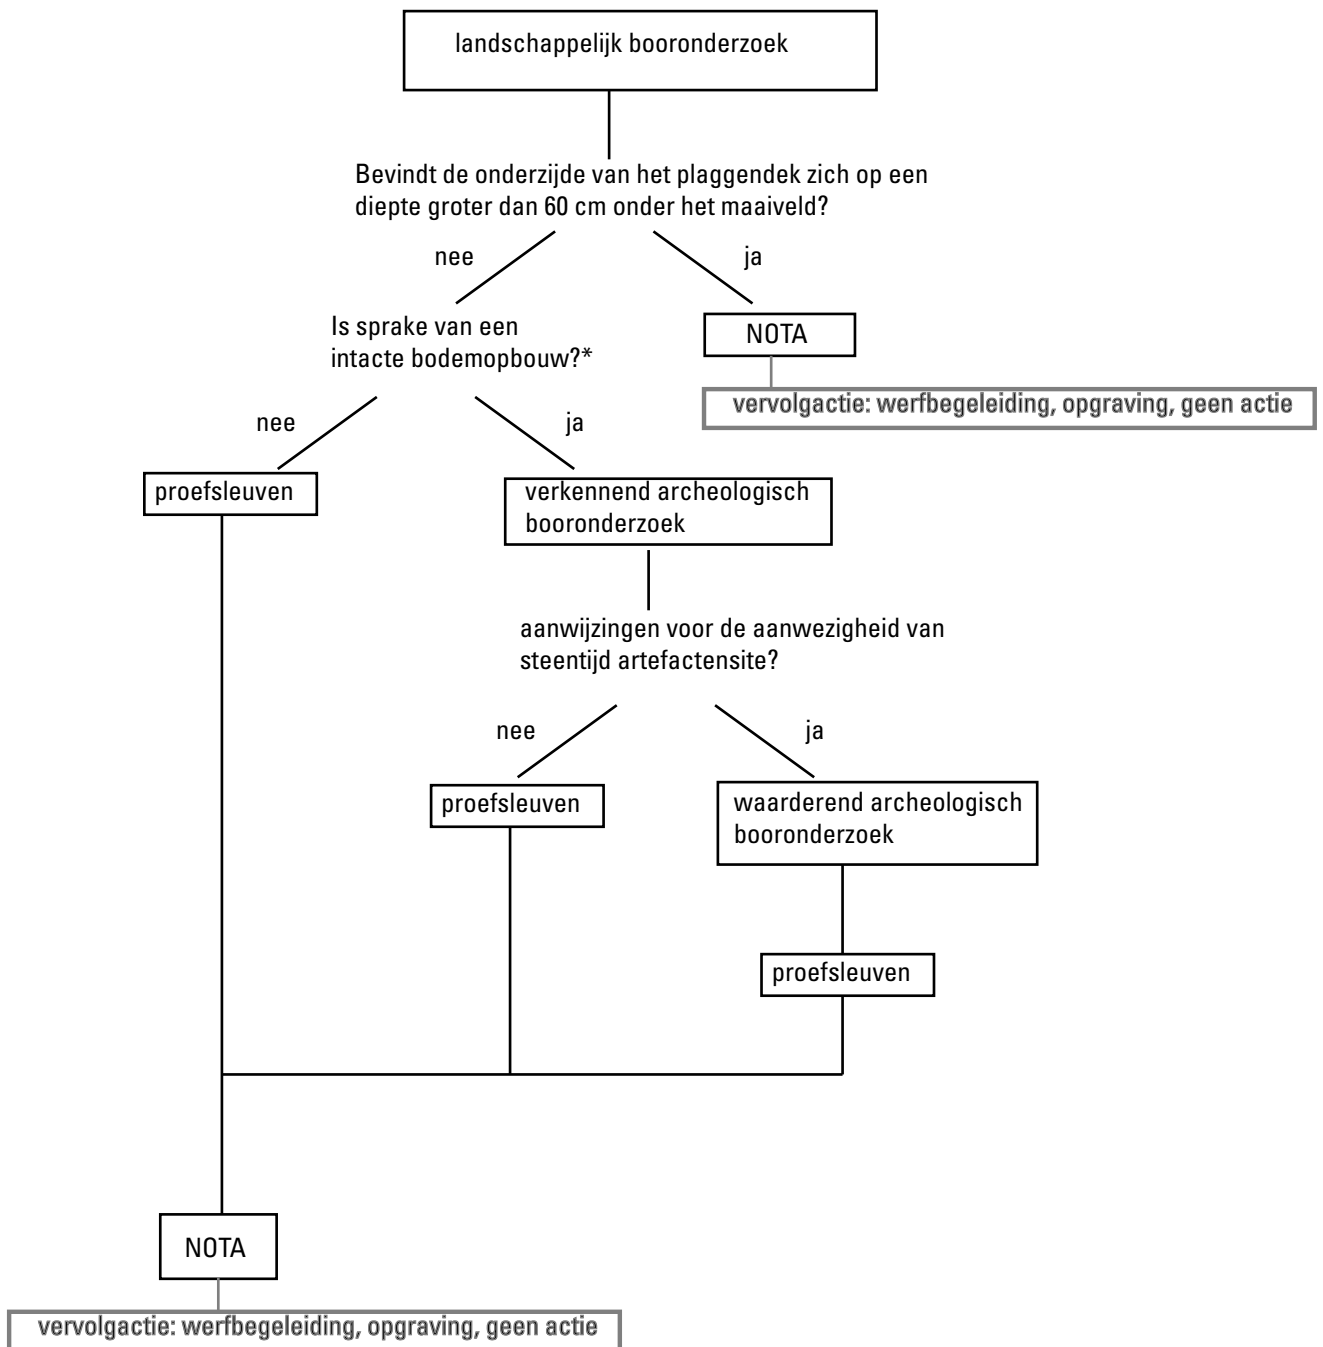 landschappelijk booronderzoek
Bevindt de onderzijde van het plaggendek zich op een
diepte groter dan 60 cm onder het maaiveld?
nee
ja
Is sprake van een
intacte bodemopbouw?*
NOTA
vervolgactie: werfbegeleiding, opgraving, geen actie
nee
ja
proefsleuven
verkennend archeologisch
booronderzoek
aanwijzingen voor de aanwezigheid van
steentijd artefactensite?
nee
ja
proefsleuven
waarderend archeologisch
booronderzoek
proefsleuven
NOTA
vervolgactie: werfbegeleiding, opgraving, geen actie